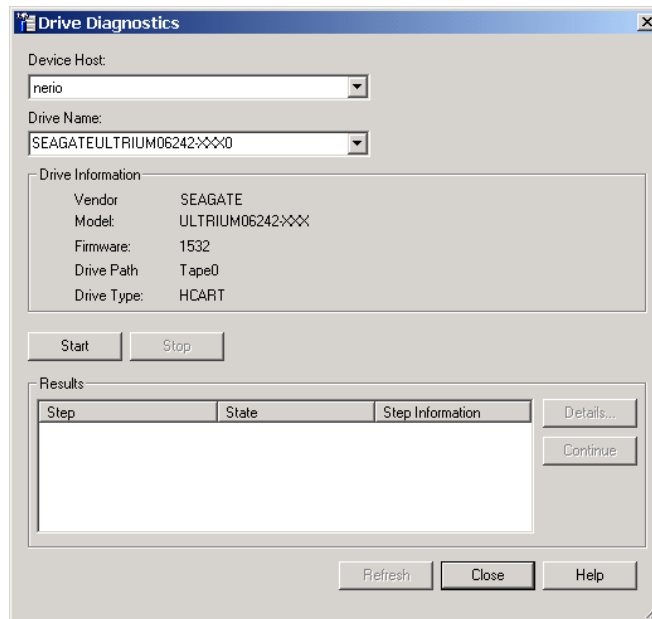 Drive Diagnostics
Device Host:
nerio
Drive Name:
SEAGATEULTRIUM06242-XXX0
Drive Information
Vendor SEAGATE
Model: ULTRIUM06242-XXX
Firmware: 1532
Drive Path Tape0
Drive Type: HCART
Start Stop
Results
Step State Step Information
Details...
Continue
Refresh Close Help